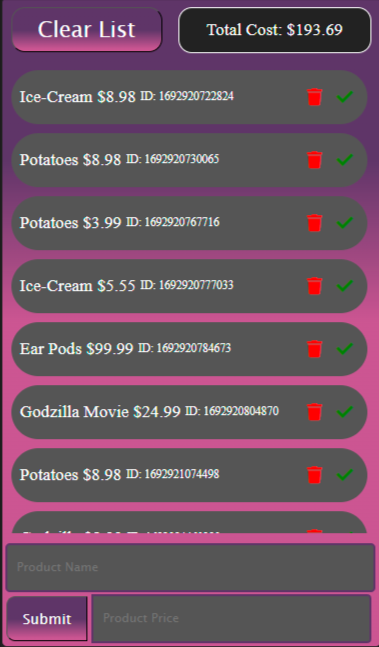 Clear List
Total Cost: $193.69
Ice-Cream $8.98 ID: 1692920722824
Potatoes $8.98 ID: 1692920730065
Potatoes $3.99 ID: 1692920767716
Ice-Cream $5.55 ID: 1692920777033
Ear Pods $99.99 ID: 1692920784673
Godzilla Movie $24.99 ID: 1692920804870
Potatoes $8.98 ID: 1692921074498
Product Name
Submit
Product Price